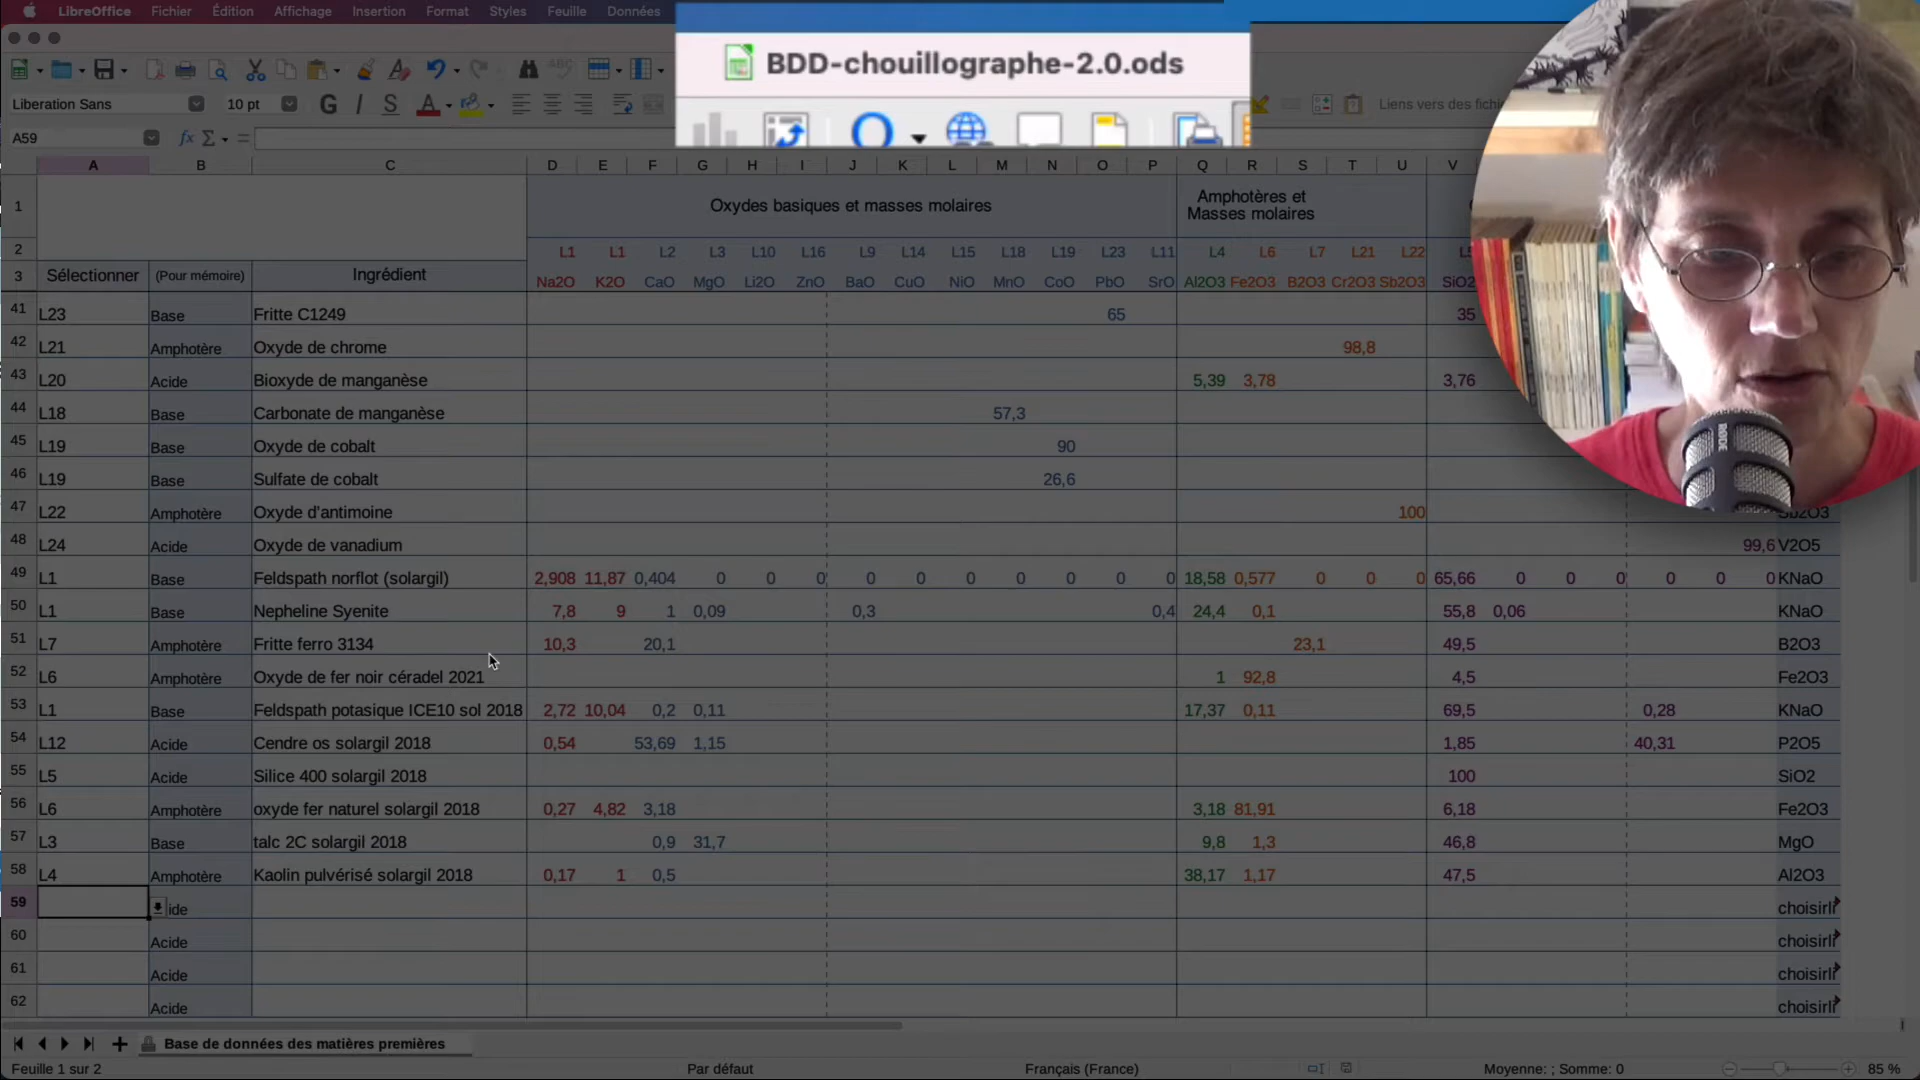 LibreOffice Fichier Édition Affichage Insertion Format Styles Feuille Données
BDD-chouillographe-2.0.ods
Liberation Sans 10 pt G I S
A59 fx Σ =
A B C D E F G H I J K L M N O P Q R S T U V
1 Oxydes basiques et masses molaires Amphotères et
Masses molaires
2 L1 L1 L2 L3 L10 L16 L9 L14 L15 L18 L19 L23 L11 L4 L6 L7 L21 L22
3 Sélectionner (Pour mémoire) Ingrédient Na2O K2O CaO MgO Li2O ZnO BaO CuO NiO MnO CoO PbO SrO Al2O3 Fe2O3 B2O3 Cr2O3 Sb2O3 SiO2
41 L23 Base Fritte C1249 65 35
42 L21 Amphotère Oxyde de chrome 98,8
43 L20 Acide Bioxyde de manganèse 5,39 3,78 3,76
44 L18 Base Carbonate de manganèse 57,3
45 L19 Base Oxyde de cobalt 90
46 L19 Base Sulfate de cobalt 26,6
47 L22 Amphotère Oxyde d'antimoine 100 Sb2O3
48 L24 Acide Oxyde de vanadium 99,6 V2O5
49 L1 Base Feldspath norflot (solargil) 2,908 11,87 0,404 0 0 0 0 0 0 0 0 0 0 18,58 0,577 0 0 0 65,66 0 0 0 0 0 0 KNaO
50 L1 Base Nepheline Syenite 7,8 9 1 0,09 0,3 0,4 24,4 0,1 55,8 0,06 KNaO
51 L7 Amphotère Fritte ferro 3134 10,3 20,1 23,1 49,5 B2O3
52 L6 Amphotère Oxyde de fer noir céradel 2021 1 92,8 4,5 Fe2O3
53 L1 Base Feldspath potasique ICE10 sol 2018 2,72 10,04 0,2 0,11 17,37 0,11 69,5 0,28 KNaO
54 L12 Acide Cendre os solargil 2018 0,54 53,69 1,15 1,85 40,31 P2O5
55 L5 Acide Silice 400 solargil 2018 100 SiO2
56 L6 Amphotère oxyde fer naturel solargil 2018 0,27 4,82 3,18 3,18 81,91 6,18 Fe2O3
57 L3 Base talc 2C solargil 2018 0,9 31,7 9,8 1,3 46,8 MgO
58 L4 Amphotère Kaolin pulvérisé solargil 2018 0,17 1 0,5 38,17 1,17 47,5 Al2O3
59 ide choisirli
60 Acide choisirli
61 Acide choisirli
62 Acide choisirli
Base de données des matières premières
Feuille 1 sur 2 Par défaut Français (France) Moyenne: ; Somme: 0 85 %
RØDE